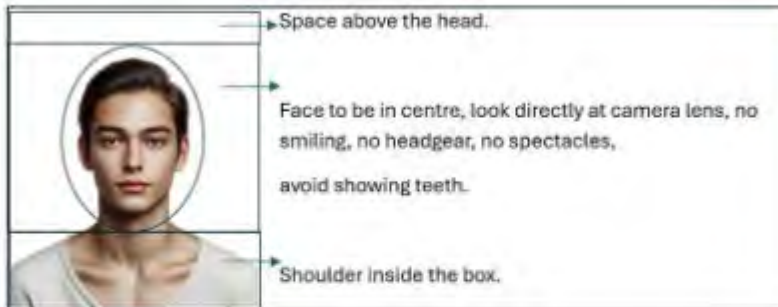 Space above the head.
Face to be in centre, look directly at camera lens, no
smiling, no headgear, no spectacles,
avoid showing teeth.
Shoulder inside the box.